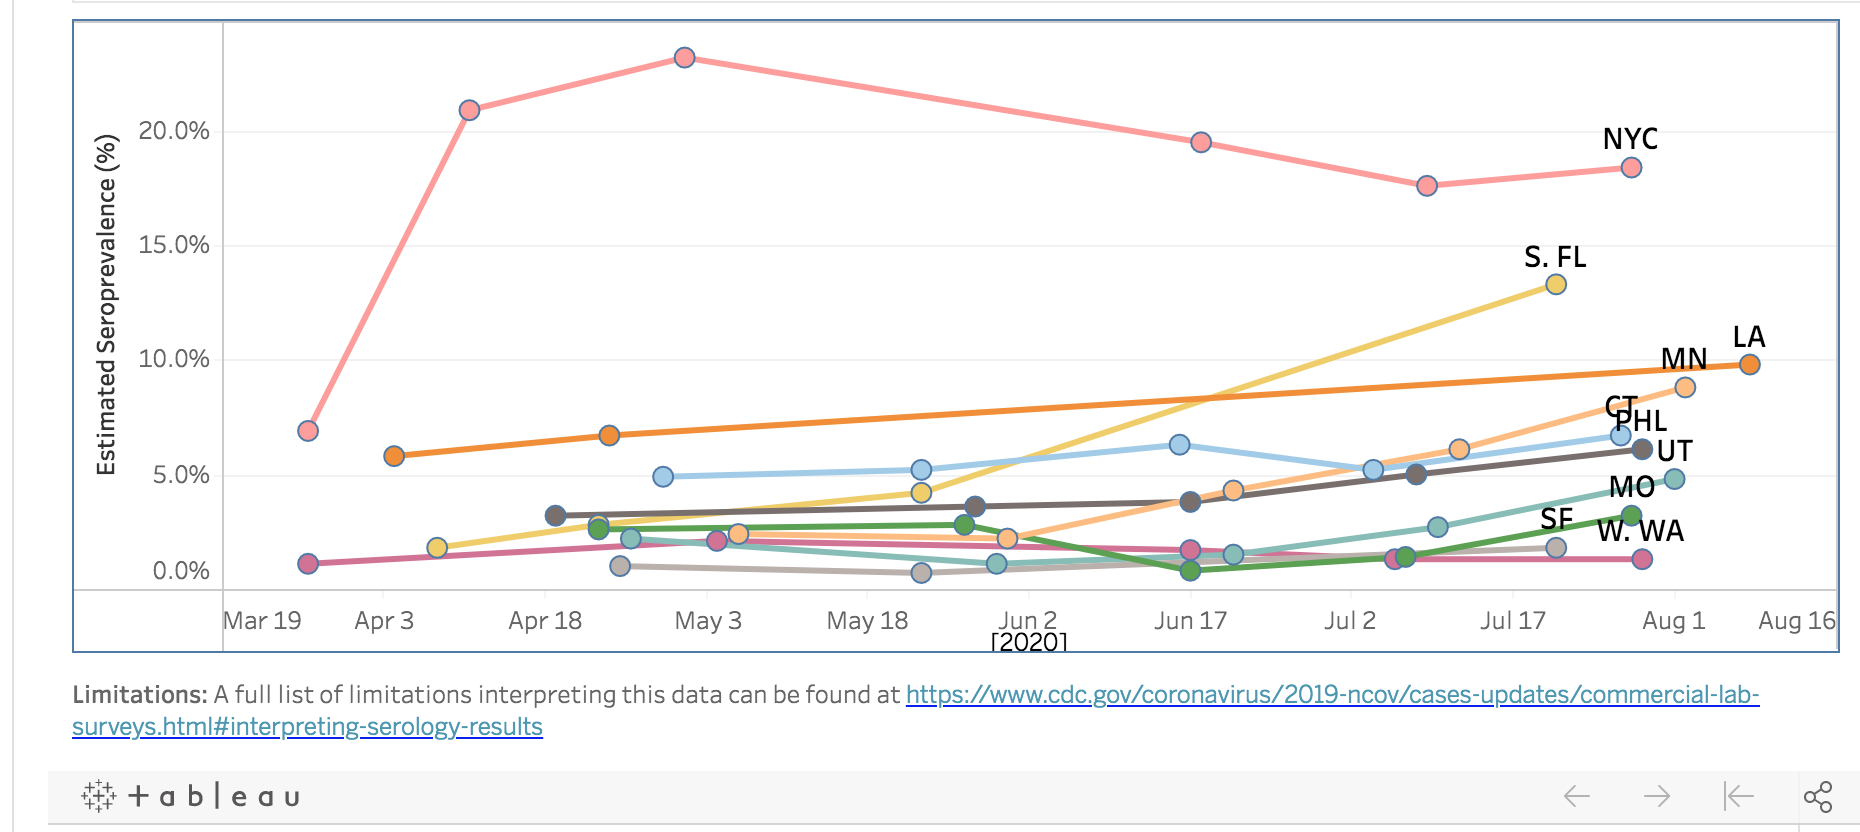 Estimated Seroprevalence (%)
20.0%
15.0%
10.0%
5.0%
0.0%
NYC
S. FL
LA
MN
CT
PHL
UT
MO
SF
W. WA
Mar 19 Apr 3 Apr 18 May 3 May 18 Jun 2 Jun 17 Jul 2 Jul 17 Aug 1 Aug 16
[2020]
Limitations: A full list of limitations interpreting this data can be found at https://www.cdc.gov/coronavirus/2019-ncov/cases-updates/commercial-lab-
surveys.html#interpreting-serology-results
+ableau